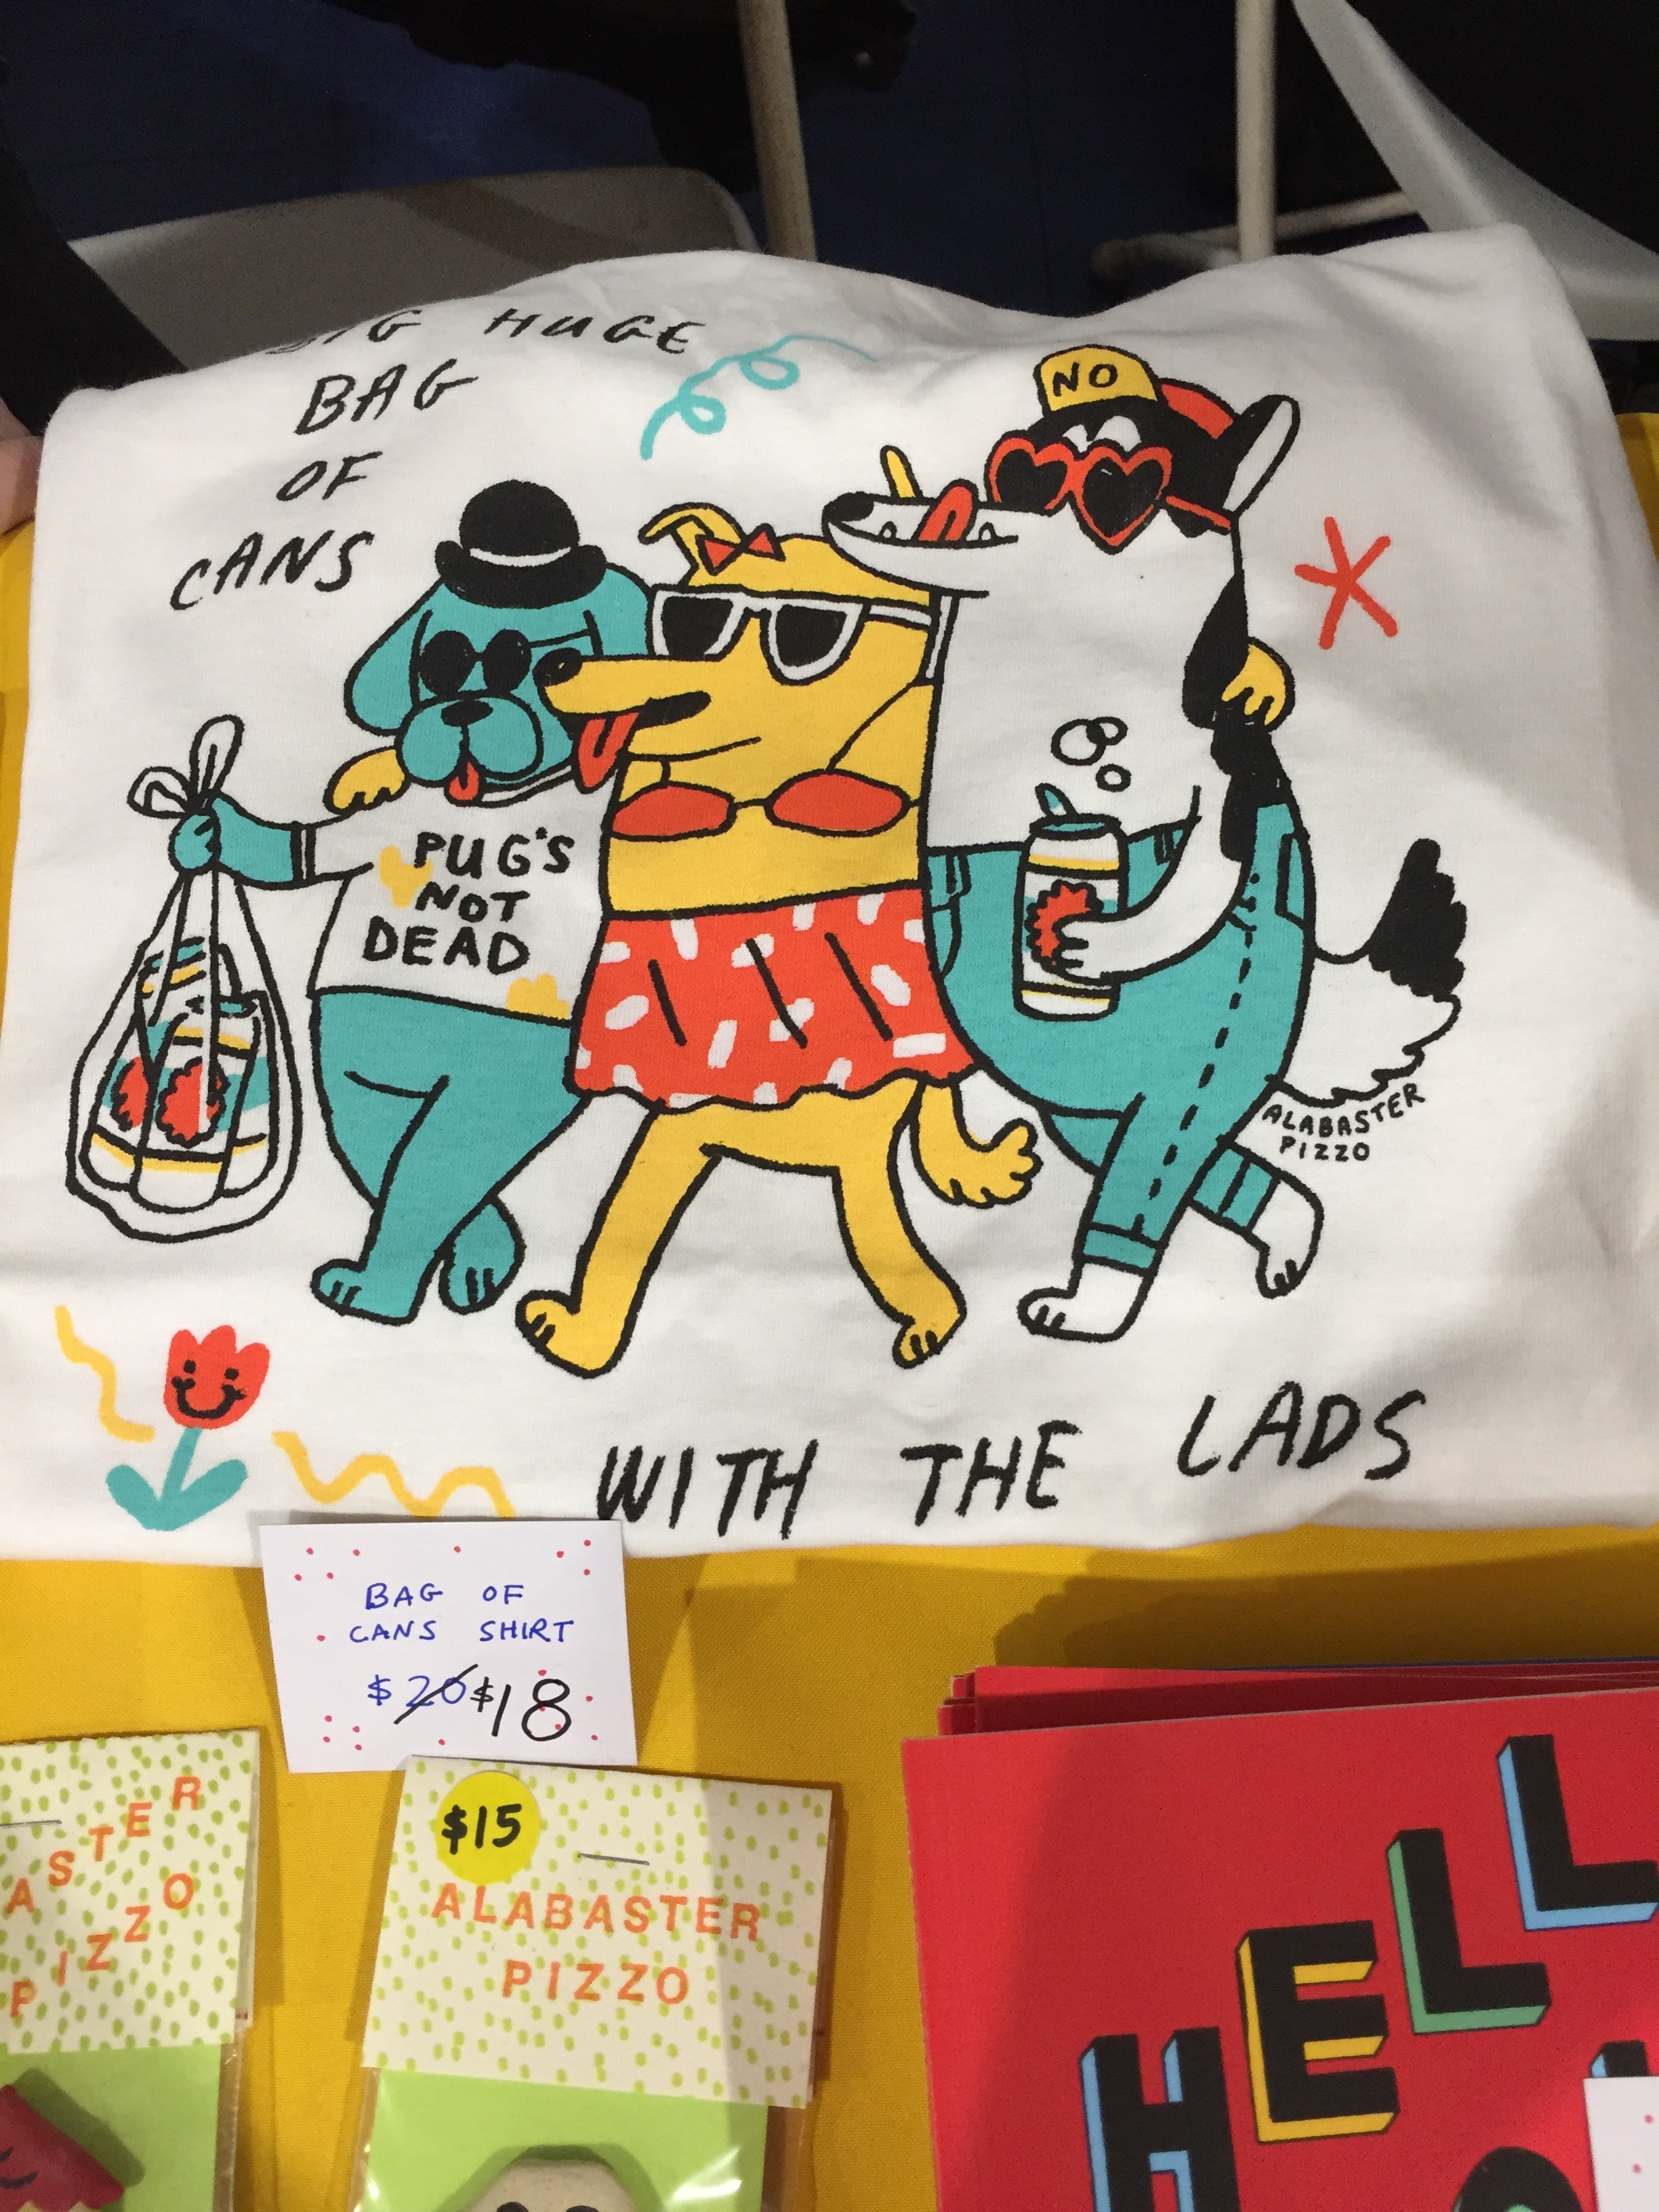 BIG HUGE
BAG
OF
CANS
NO
PUG'S
NOT
DEAD
ALABASTER
PIZZO
WITH THE LADS
BAG OF
CANS SHIRT
$20 $18
$15
ALABASTER
PIZZO
ASTER
PIZZO
HELL